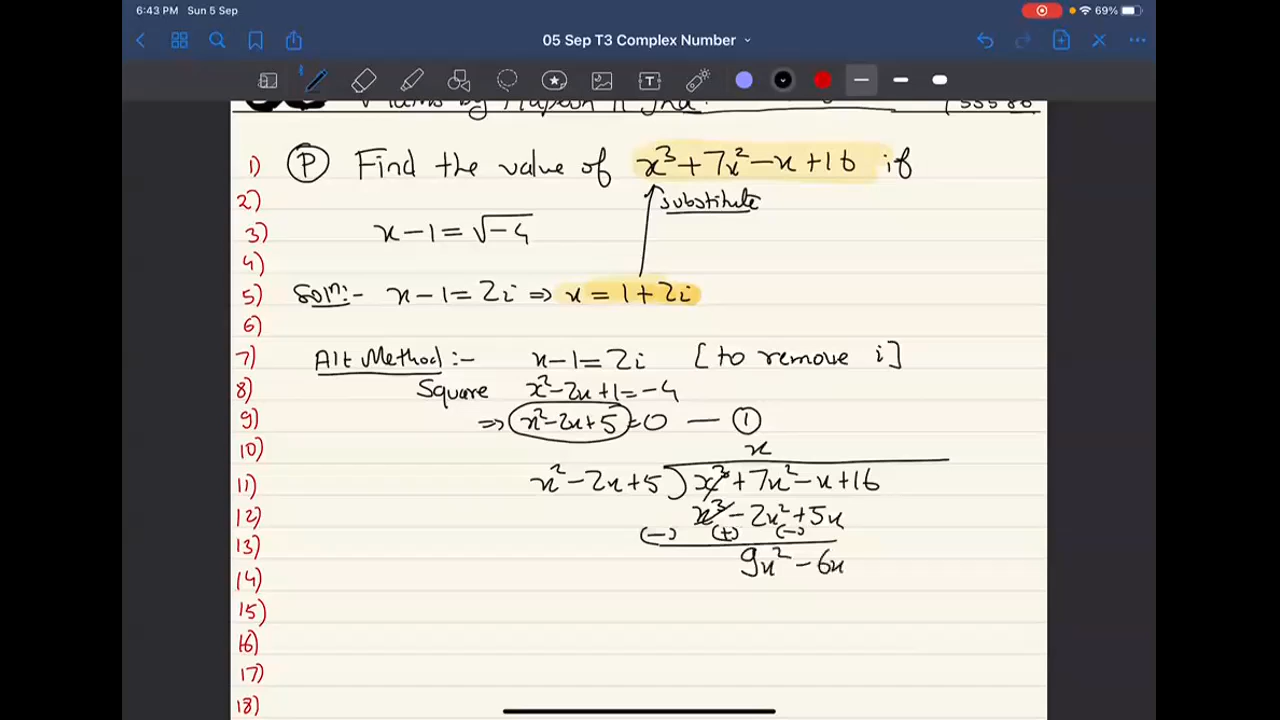 6:43 PM Sun 5 Sep 69%
05 Sep T3 Complex Number
by
1) P Find the value of x³+7x²-x+16 if
2) substitute
3) x-1=√-4
4)
5) Soln:- x-1=2i ⇒ x=1+2i
6)
7) Alt Method:- x-1=2i [to remove i]
8) Square x²-2x+1=-4
9) ⇒ x²-2x+5=0 — ①
10) x
11) x²-2x+5) x³+7x²-x+16
12) x³-2x²+5x
13) (-) (+) (-)
14) 9x²-6x
15)
16)
17)
18)